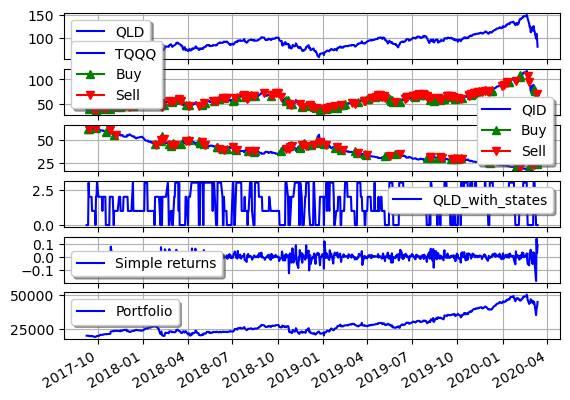 150
100
QLD
TQQQ
Buy
Sell
100
50
QID
Buy
Sell
50
25
2.5
0.0
QLD_with_states
0.1
0.0
−0.1
Simple returns
50000
25000
Portfolio
2017-10
2018-01
2018-04
2018-07
2018-10
2019-01
2019-04
2019-07
2019-10
2020-01
2020-04